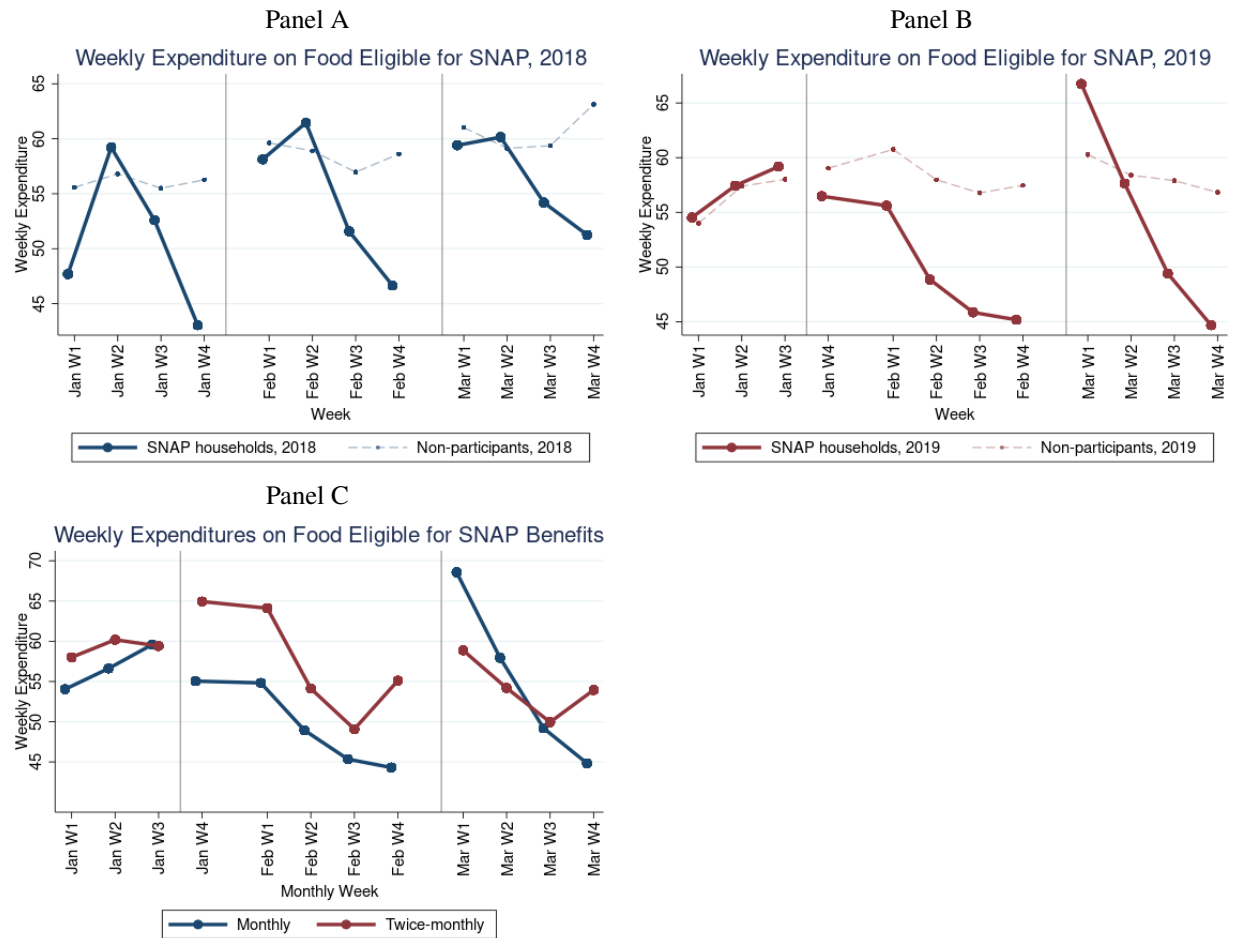 Panel A
Weekly Expenditure on Food Eligible for SNAP, 2018
Weekly Expenditure
65
60
55
50
45
Jan W1
Jan W2
Jan W3
Jan W4
Feb W1
Feb W2
Feb W3
Feb W4
Mar W1
Mar W2
Mar W3
Mar W4
Week
SNAP households, 2018 Non-participants, 2018
Panel B
Weekly Expenditure on Food Eligible for SNAP, 2019
Weekly Expenditure
65
60
55
50
45
Jan W1
Jan W2
Jan W3
Jan W4
Feb W1
Feb W2
Feb W3
Feb W4
Mar W1
Mar W2
Mar W3
Mar W4
Week
SNAP households, 2019 Non-participants, 2019
Panel C
Weekly Expenditures on Food Eligible for SNAP Benefits
Weekly Expenditure
70
65
60
55
50
45
Jan W1
Jan W2
Jan W3
Jan W4
Feb W1
Feb W2
Feb W3
Feb W4
Mar W1
Mar W2
Mar W3
Mar W4
Monthly Week
Monthly Twice-monthly